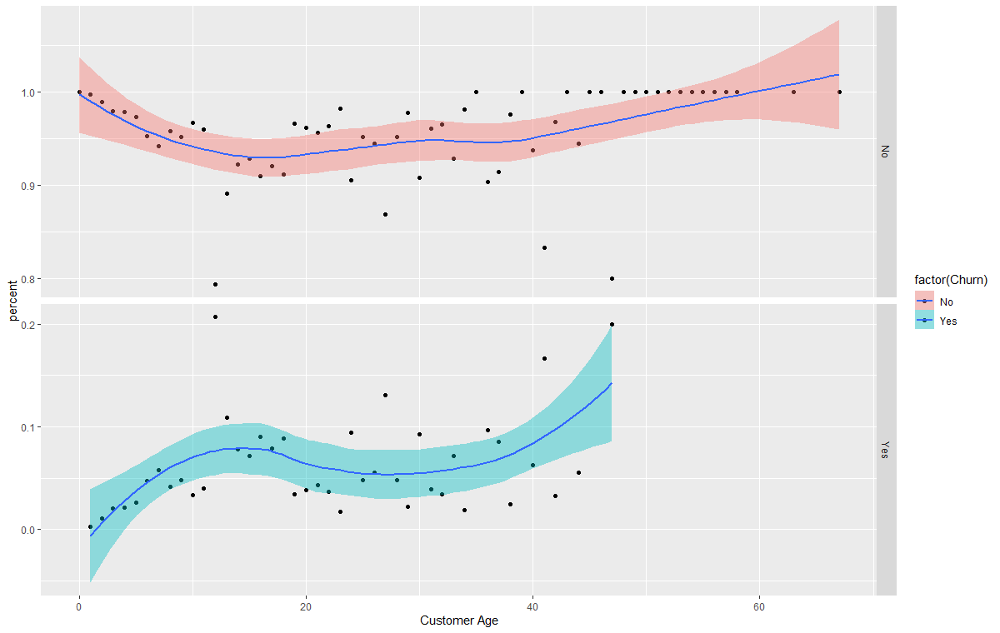 1.0
0.9
0.8
No
percent
0.2
0.1
0.0
Yes
0
20
40
60
Customer Age
factor(Churn)
No
Yes